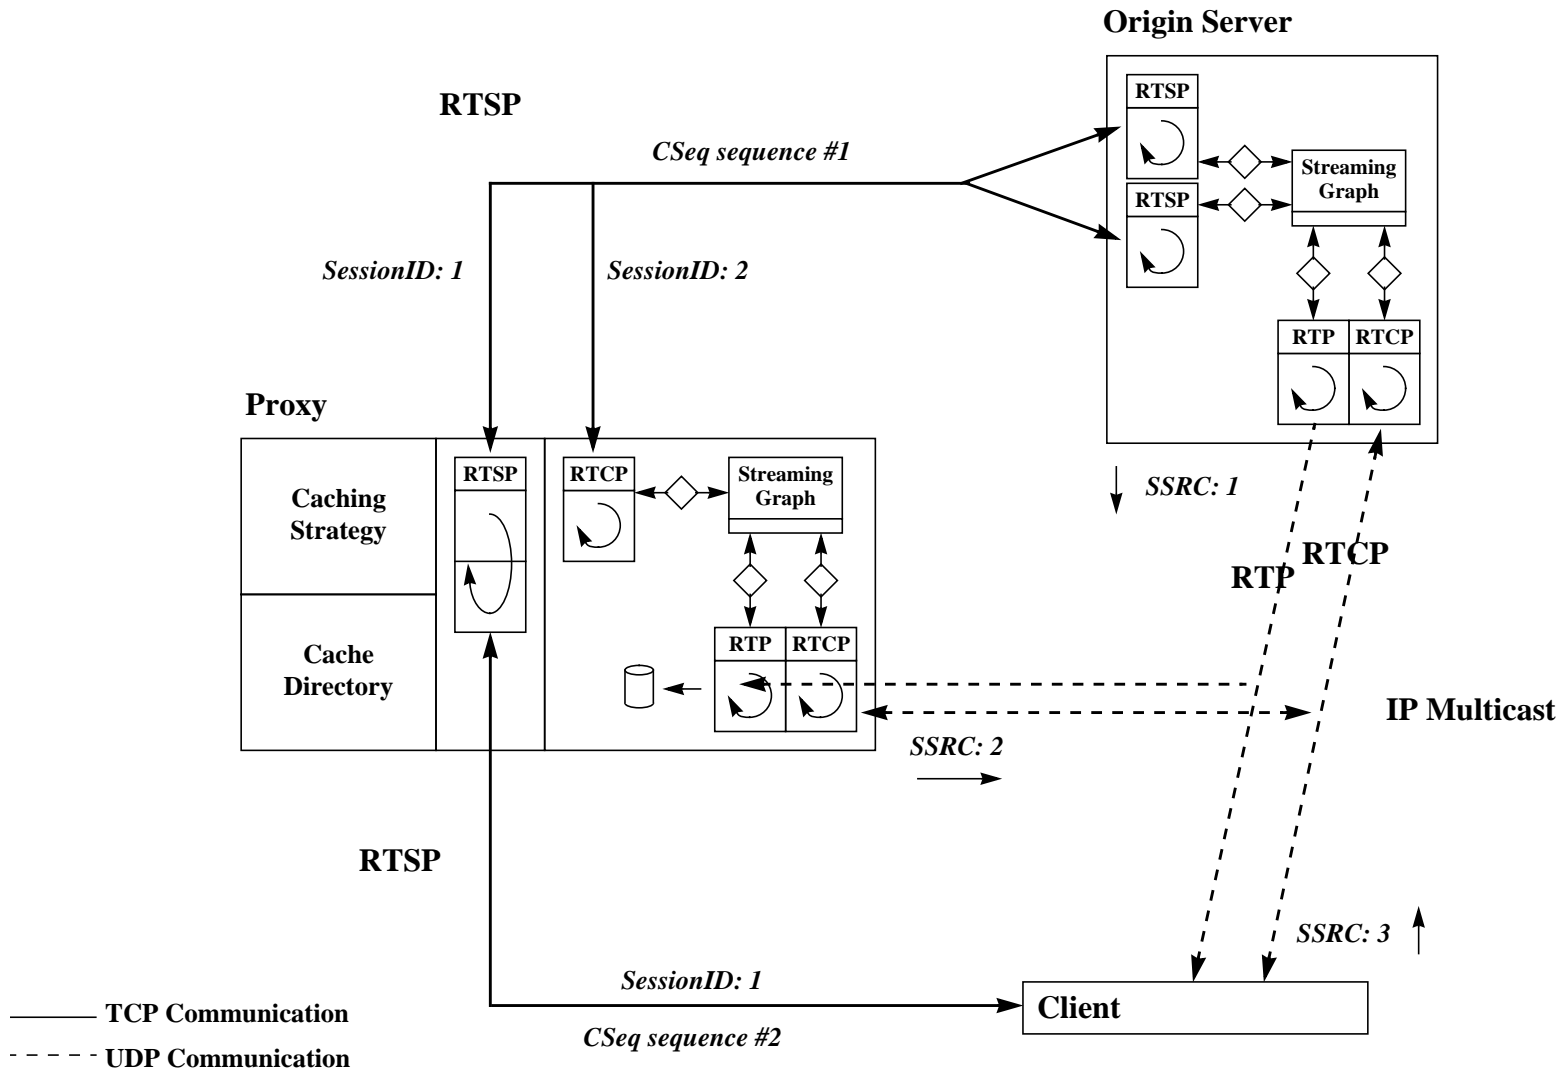 Origin Server
RTSP
RTSP
CSeq sequence #1
Streaming
Graph
RTSP
SessionID: 1
SessionID: 2
RTP
RTCP
Proxy
RTSP
RTCP
Streaming
Graph
Caching
Strategy
SSRC: 1
RTCP
RTP
RTP
RTCP
Cache
Directory
IP Multicast
SSRC: 2
RTSP
SSRC: 3
SessionID: 1
Client
CSeq sequence #2
TCP Communication
UDP Communication